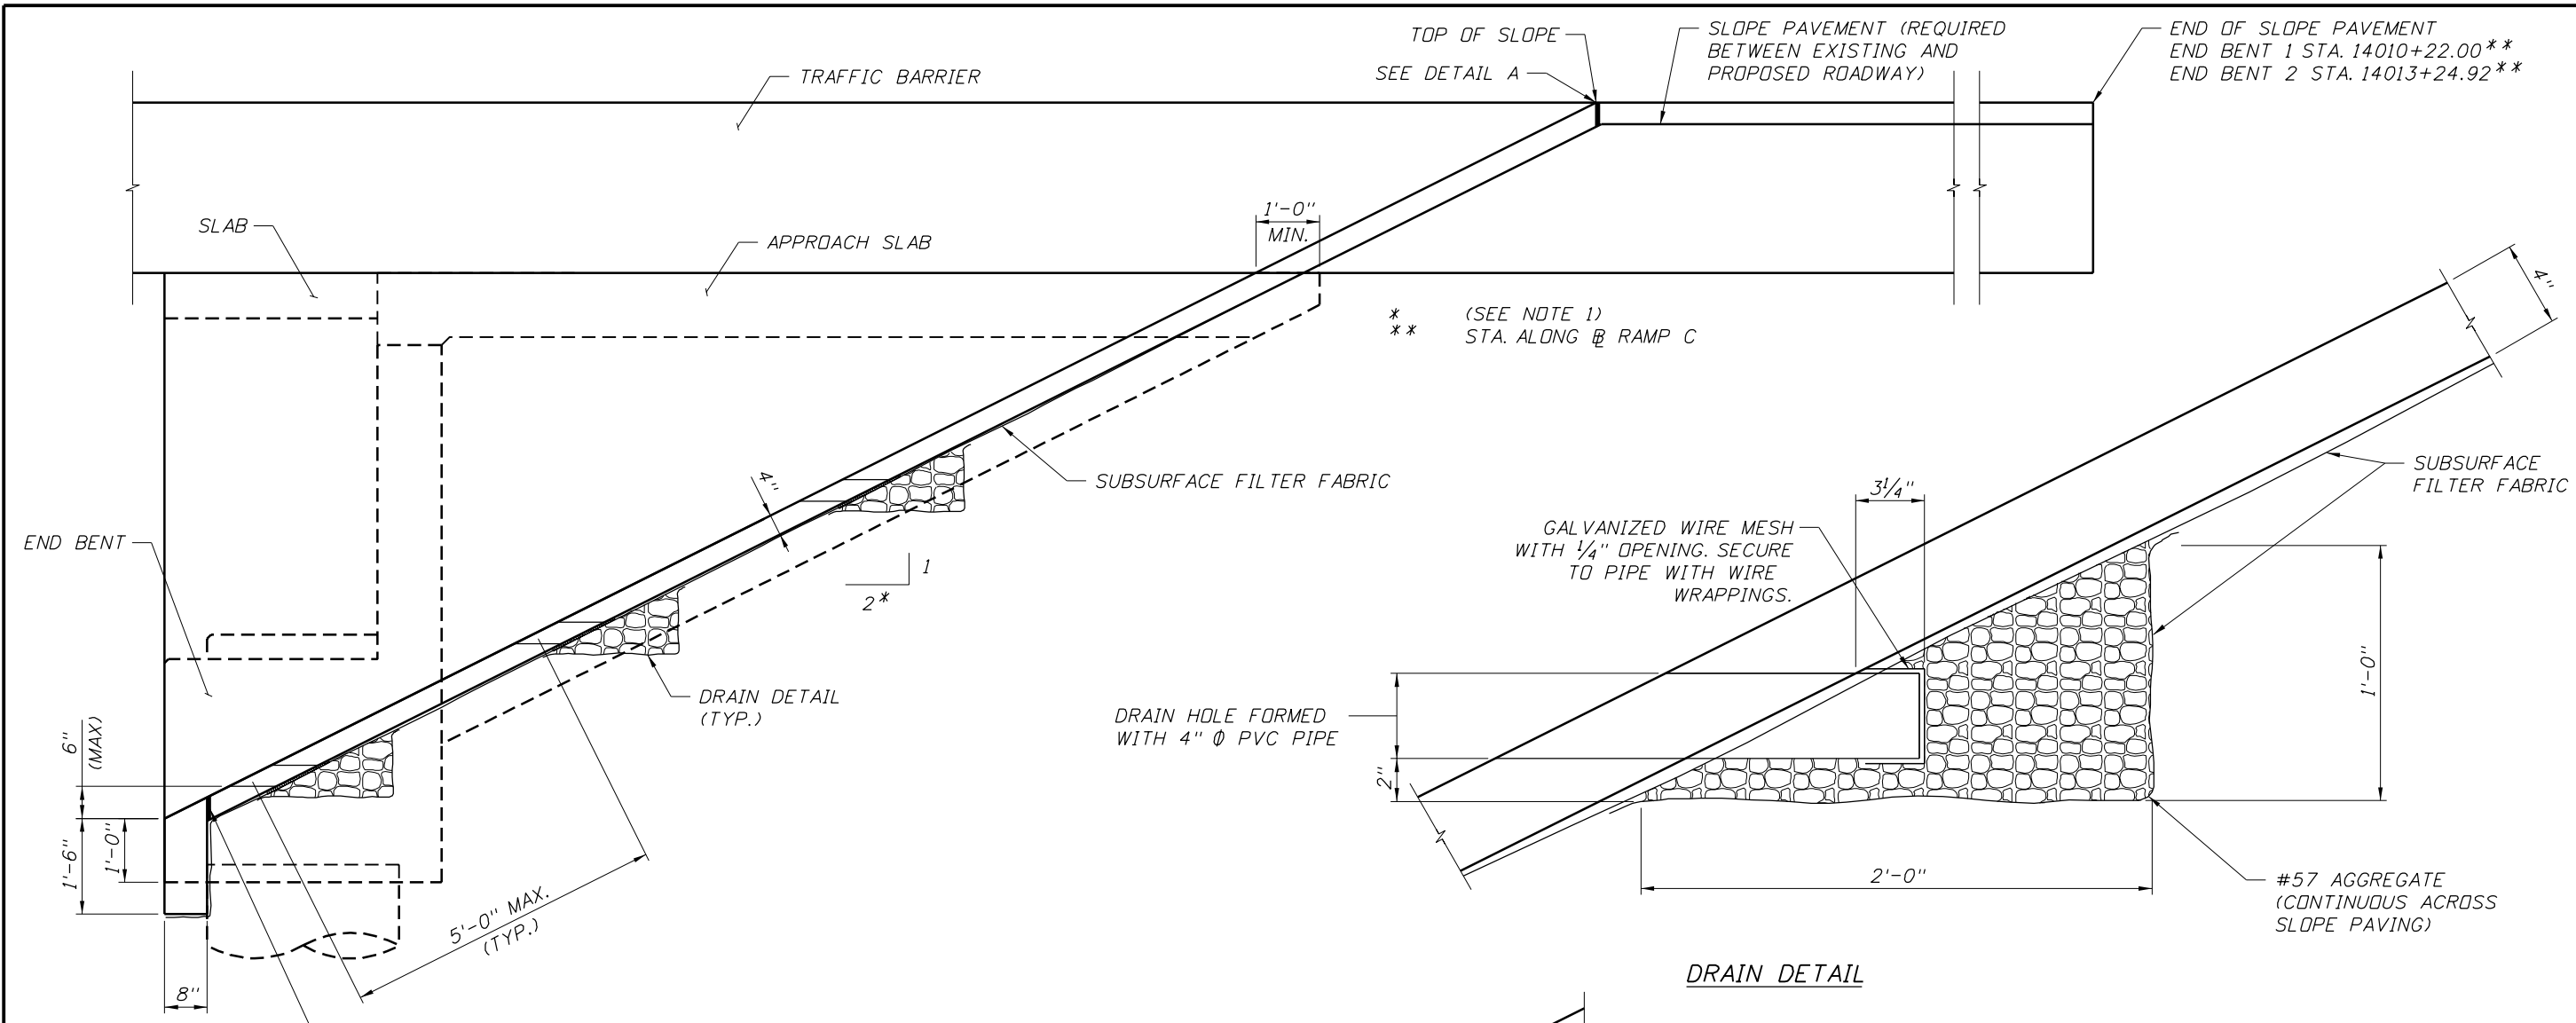 TOP OF SLOPE
SEE DETAIL A
SLOPE PAVEMENT (REQUIRED
BETWEEN EXISTING AND
PROPOSED ROADWAY)
END OF SLOPE PAVEMENT
END BENT 1 STA. 14010+22.00**
END BENT 2 STA. 14013+24.92**
TRAFFIC BARRIER
SLAB
APPROACH SLAB
1'-0"
MIN.
* (SEE NOTE 1)
** STA. ALONG ⅊ RAMP C
4"
SUBSURFACE FILTER FABRIC
4"
1
2*
END BENT
DRAIN DETAIL
(TYP.)
6"
(MAX)
1'-6"
1'-0"
8"
5'-0" MAX.
(TYP.)
3¼"
GALVANIZED WIRE MESH
WITH ¼" OPENING. SECURE
TO PIPE WITH WIRE
WRAPPINGS.
SUBSURFACE
FILTER FABRIC
DRAIN HOLE FORMED
WITH 4" Ø PVC PIPE
2"
1'-0"
2'-0"
#57 AGGREGATE
(CONTINUOUS ACROSS
SLOPE PAVING)
DRAIN DETAIL